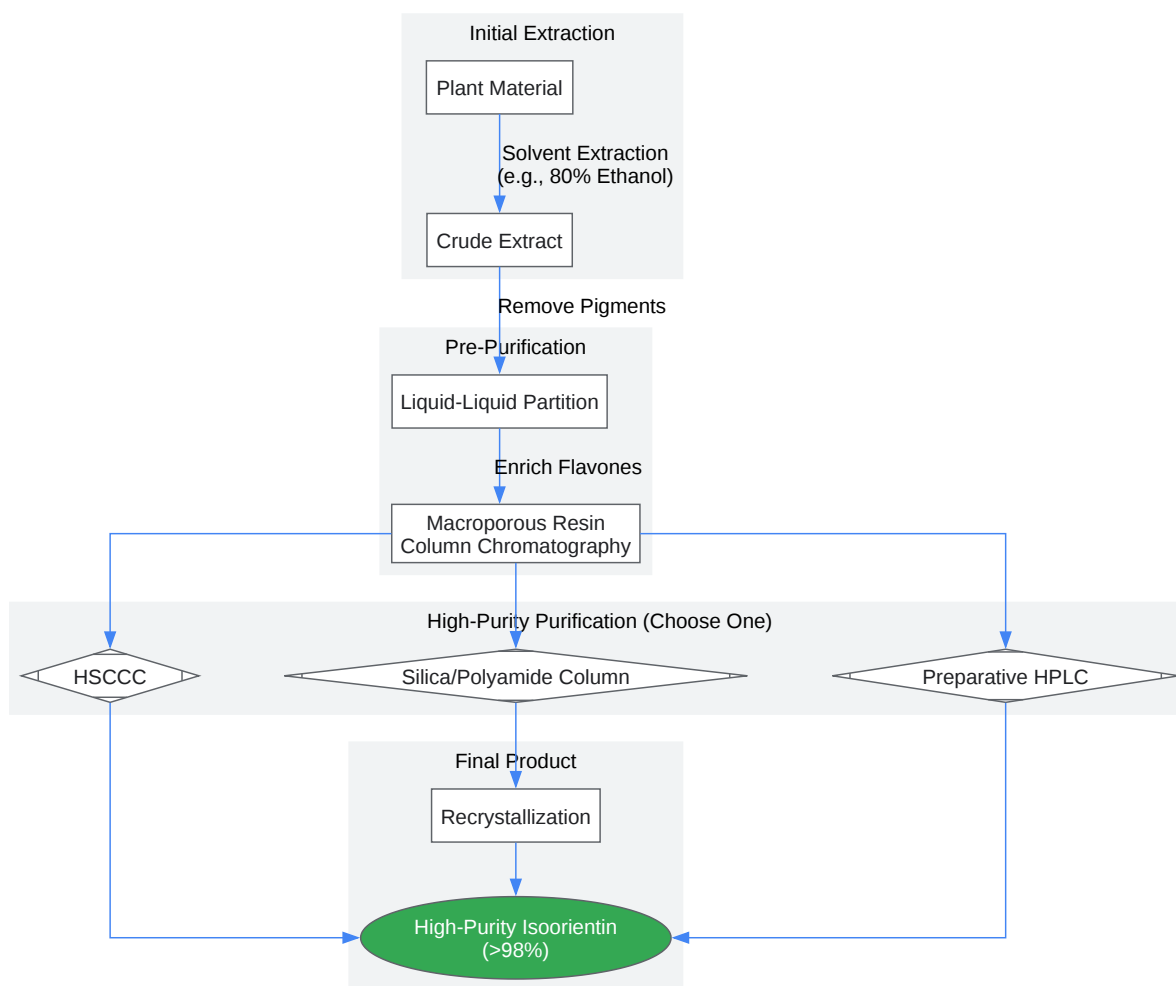 Initial Extraction
Plant Material
Solvent Extraction
(e.g., 80% Ethanol)
Crude Extract
Remove Pigments
Pre-Purification
Liquid-Liquid Partition
Enrich Flavones
Macroporous Resin
Column Chromatography
High-Purity Purification (Choose One)
HSCCC
Silica/Polyamide Column
Preparative HPLC
Final Product
Recrystallization
High-Purity Isoorientin
(>98%)